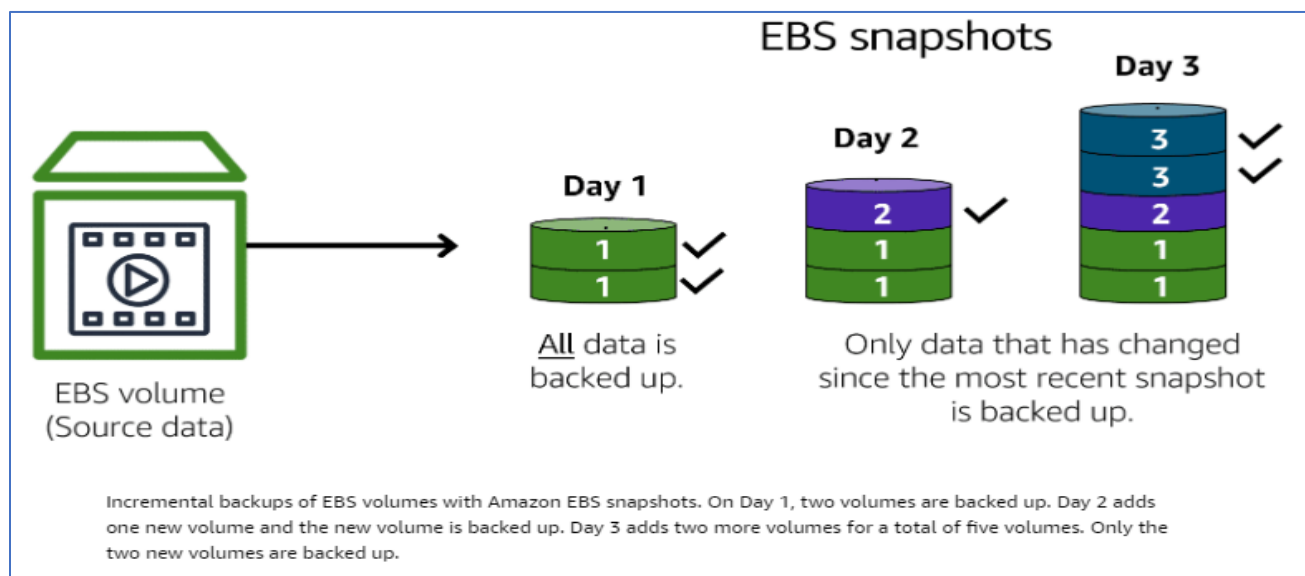 EBS snapshots
Day 1
Day 2
Day 3
1
1
2
1
1
3
3
2
1
1
EBS volume
(Source data)
All data is
backed up.
Only data that has changed
since the most recent snapshot
is backed up.
Incremental backups of EBS volumes with Amazon EBS snapshots. On Day 1, two volumes are backed up. Day 2 adds
one new volume and the new volume is backed up. Day 3 adds two more volumes for a total of five volumes. Only the
two new volumes are backed up.